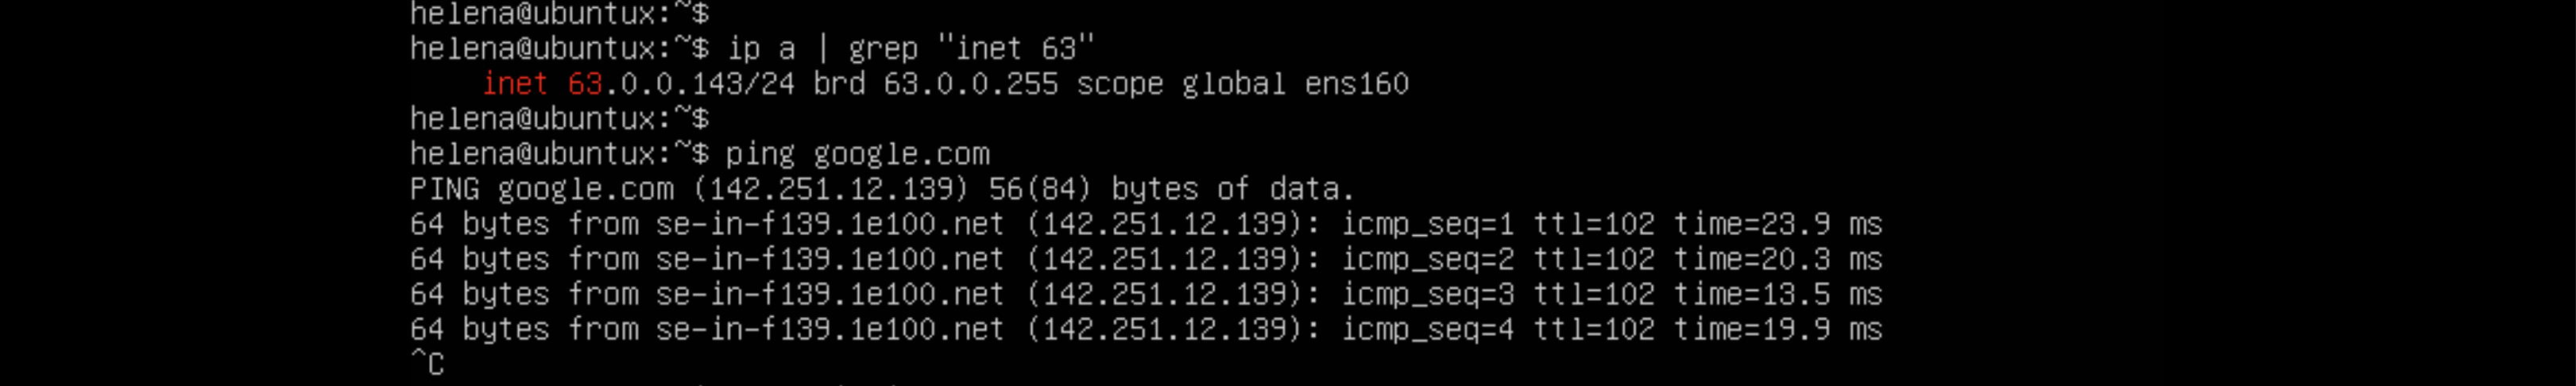 helena@ubuntux:~$
helena@ubuntux:~$ ip a | grep "inet 63"
inet 63.0.0.143/24 brd 63.0.0.255 scope global ens160
helena@ubuntux:~$
helena@ubuntux:~$ ping google.com
PING google.com (142.251.12.139) 56(84) bytes of data.
64 bytes from se-in-f139.1e100.net (142.251.12.139): icmp_seq=1 ttl=102 time=23.9 ms
64 bytes from se-in-f139.1e100.net (142.251.12.139): icmp_seq=2 ttl=102 time=20.3 ms
64 bytes from se-in-f139.1e100.net (142.251.12.139): icmp_seq=3 ttl=102 time=13.5 ms
64 bytes from se-in-f139.1e100.net (142.251.12.139): icmp_seq=4 ttl=102 time=19.9 ms
^C